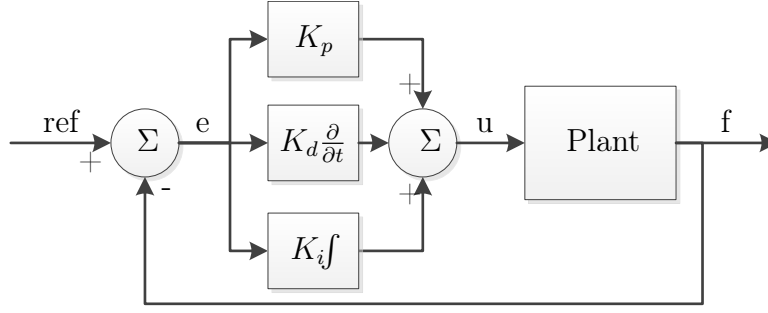 K_p
+
ref
Σ
e
K_d ∂/∂t
Σ
u
Plant
f
+
-
+
K_i∫